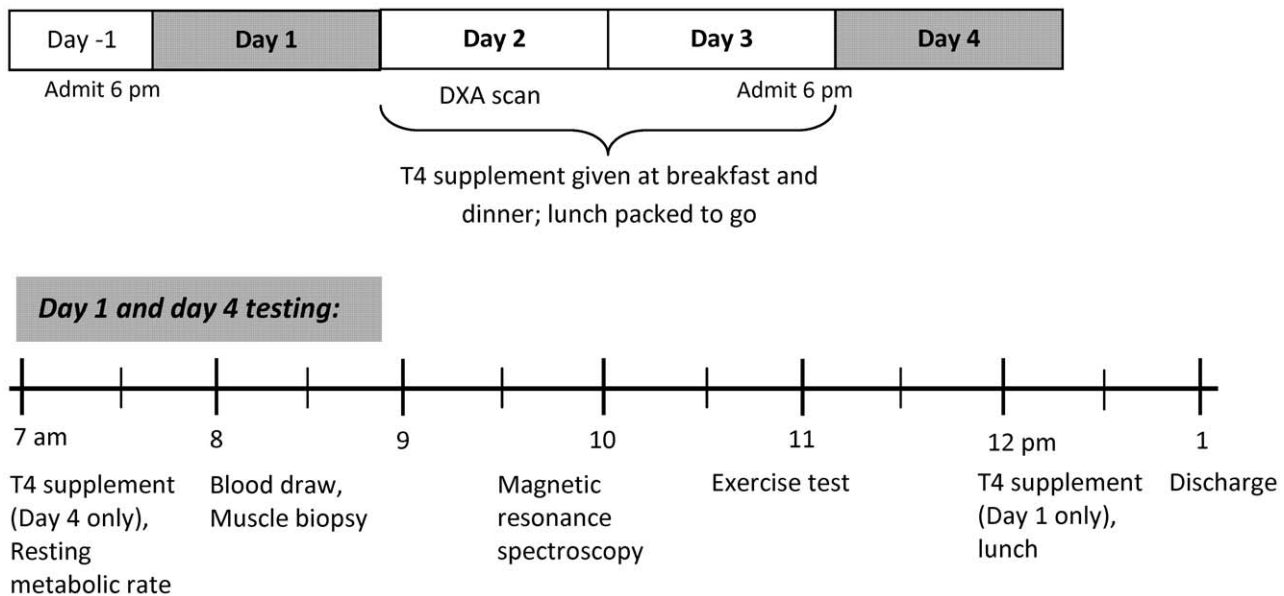 Day -1
Day 1
Day 2
Day 3
Day 4
Admit 6 pm
DXA scan
Admit 6 pm
T4 supplement given at breakfast and
dinner; lunch packed to go
Day 1 and day 4 testing:
7 am
8
9
10
11
12 pm
1
T4 supplement
(Day 4 only),
Resting
metabolic rate
Blood draw,
Muscle biopsy
Magnetic
resonance
spectroscopy
Exercise test
T4 supplement
(Day 1 only),
lunch
Discharge